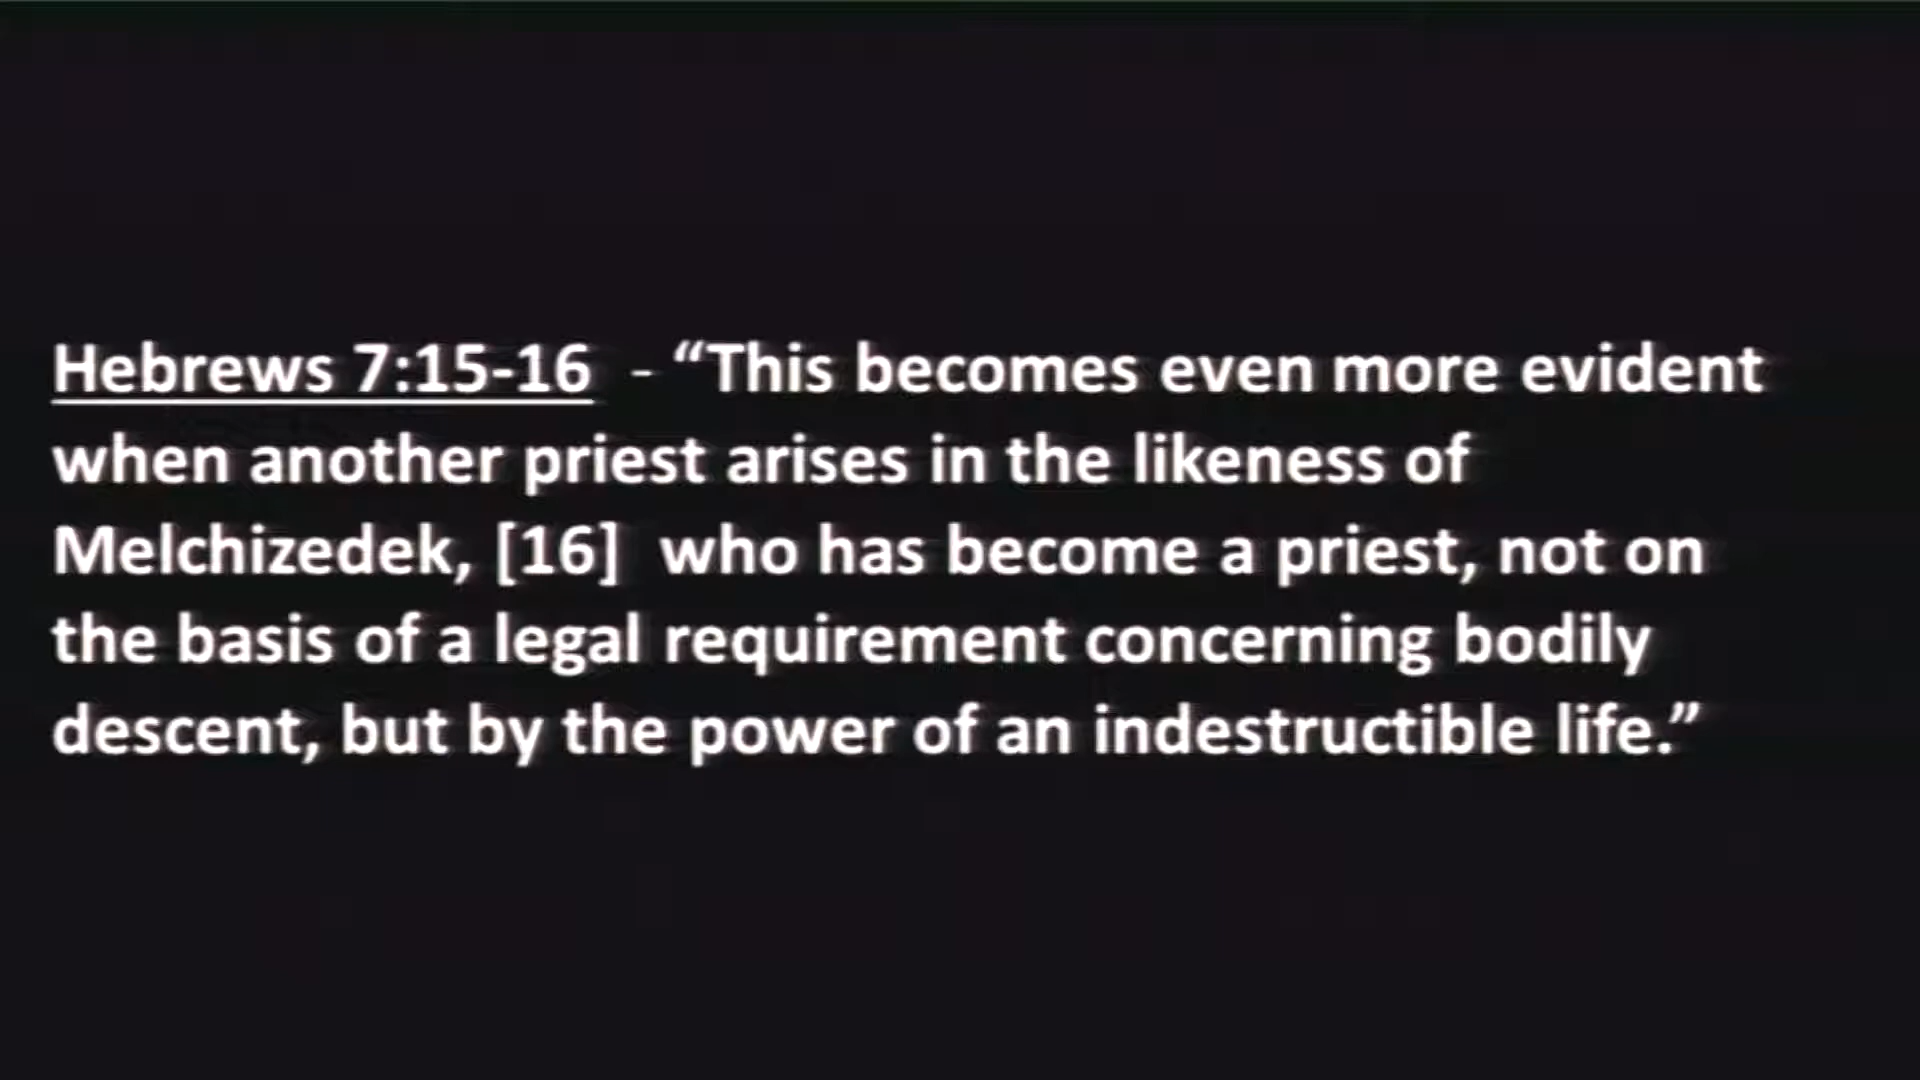 Hebrews 7:15-16 - “This becomes even more evident
when another priest arises in the likeness of
Melchizedek, [16] who has become a priest, not on
the basis of a legal requirement concerning bodily
descent, but by the power of an indestructible life.”